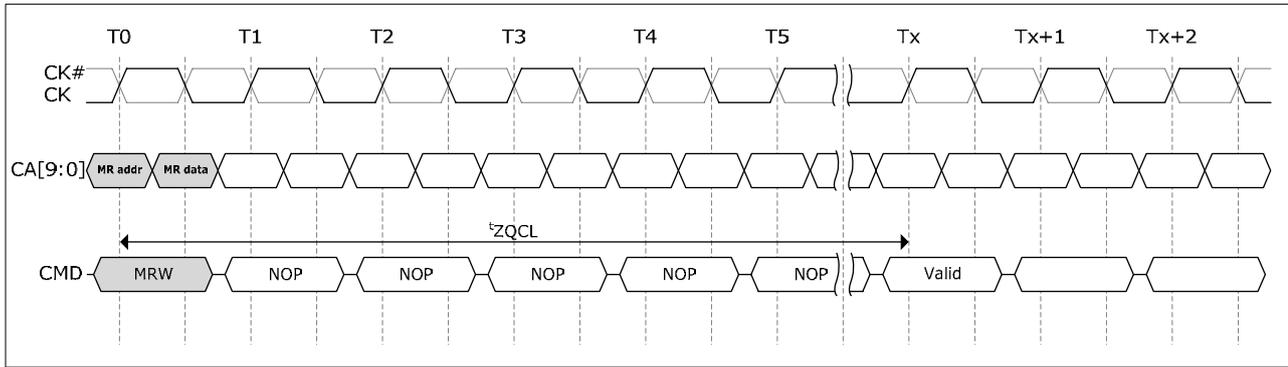 T0 T1 T2 T3 T4 T5 Tx Tx+1 Tx+2
CK#
CK
CA[9:0] MR addr MR data
tZQCL
CMD MRW NOP NOP NOP NOP NOP Valid